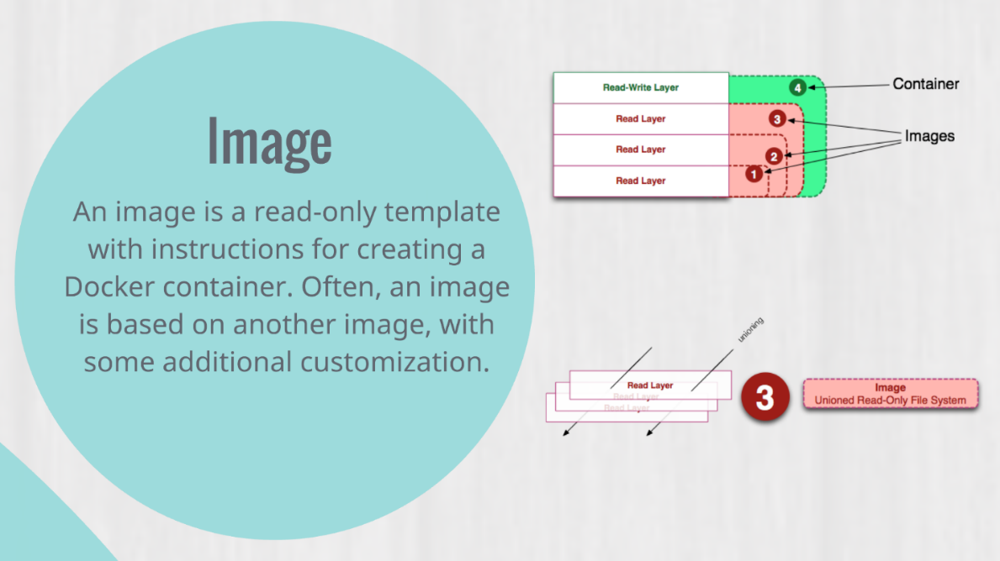 Image
An image is a read-only template
with instructions for creating a
Docker container. Often, an image
is based on another image, with
some additional customization.
Read-Write Layer
4
Container
Read Layer
3
Images
Read Layer
2
1
Read Layer
unioning
Read Layer
Read Layer
Read Layer
3
Image
Unioned Read-Only File System